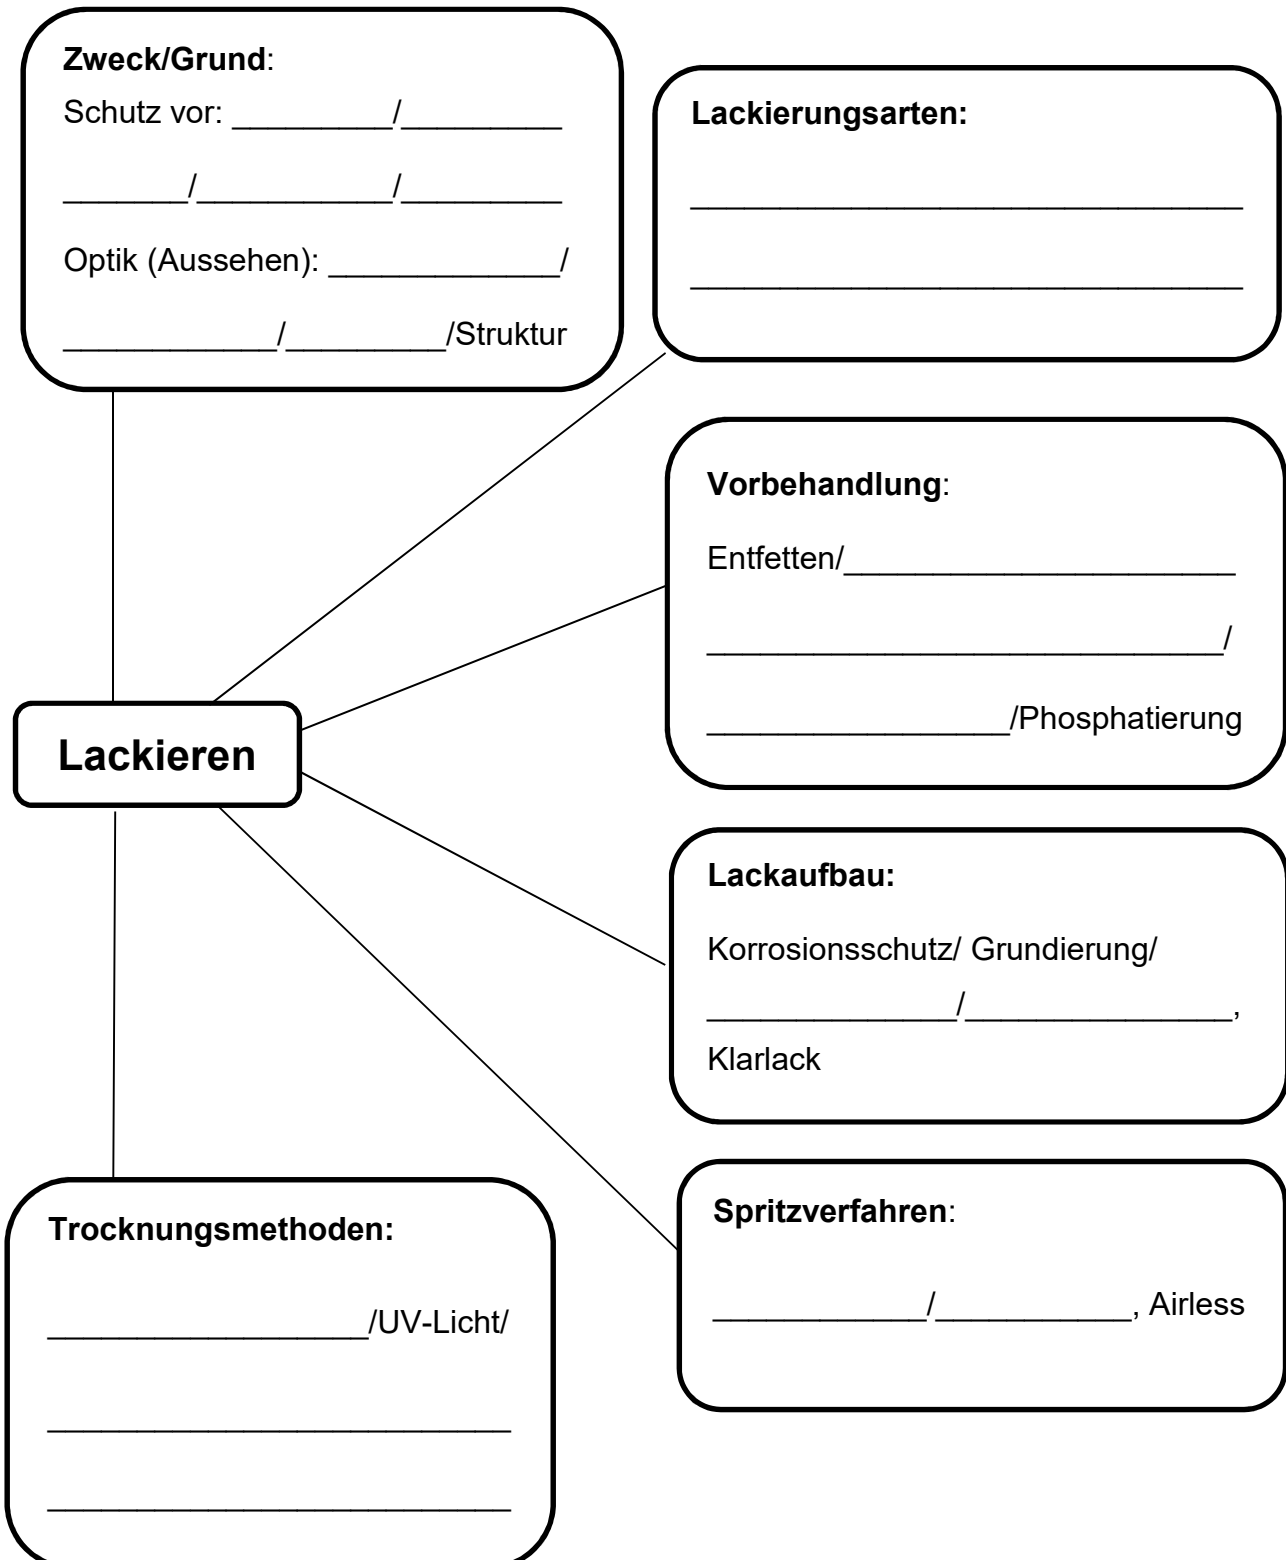 Zweck/Grund:
Schutz vor: _________/_________
_______/___________/_________
Optik (Aussehen): _____________/
____________/_________/Struktur
Lackierungsarten:
_______________________________
_______________________________
Vorbehandlung:
Entfetten/______________________
_____________________________/
_________________/Phosphatierung
Lackieren
Lackaufbau:
Korrosionsschutz/ Grundierung/
______________/_______________,
Klarlack
Trocknungsmethoden:
__________________/UV-Licht/
__________________________
__________________________
Spritzverfahren:
____________/___________, Airless